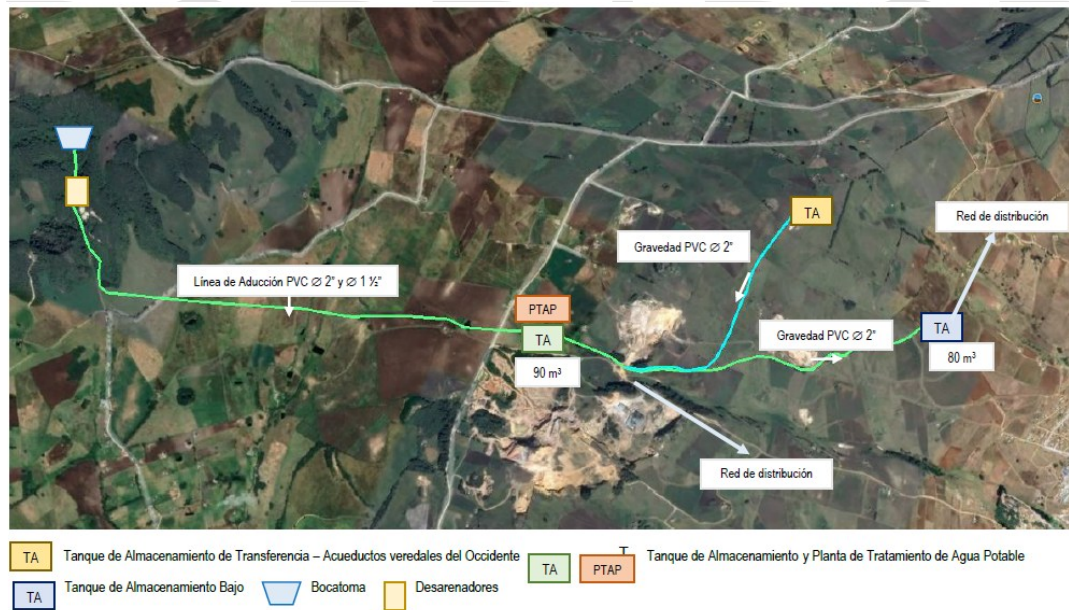 TA
Red de distribución
Gravedad PVC ∅ 2"
Línea de Aducción PVC ∅ 2" y ∅ 1 ½"
PTAP
TA
90 m³
Gravedad PVC ∅ 2"
TA
80 m³
Red de distribución
TA Tanque de Almacenamiento de Transferencia – Acueductos veredales del Occidente
TA PTAP T Tanque de Almacenamiento y Planta de Tratamiento de Agua Potable
TA Tanque de Almacenamiento Bajo Bocatoma Desarenadores